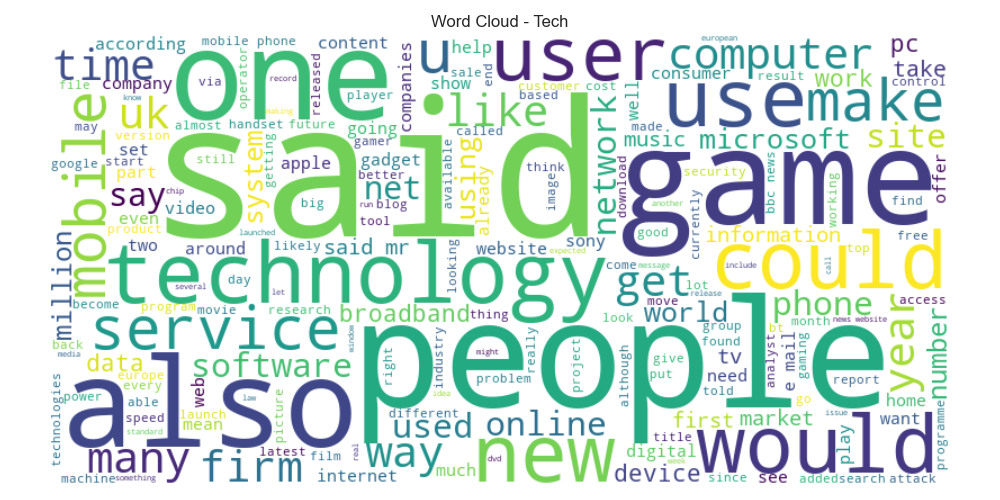 Word Cloud - Tech
according mobile phone content companies help european pc
time one u user computer take
company via record released show sale end consumer result work control
file operator player customer cost based well
know making like use make
may uk almost handset future going called made music microsoft site
version system getting gamer
google set still apple gadget net better using already available think image network download security bbc news working offer
start part said game
say chip big run blog
video tool another currently find
product launched good
even mobile two around likely said mr website sony information top free
million technology looking expected come message get lot could call
day include
become several let release access
program movie research broadband thing move world phone number
service look group bt month news website
back window right industry might really project although found tv analyst e mail gaming year
media data software problem people give put need report
europe law idea told go home
technologies power every able web
also speed launch picture different used online first market issue want programme
standard mean title play
many latest film real way new digital would
firm much dvd week device since see added search attack
machine something internet